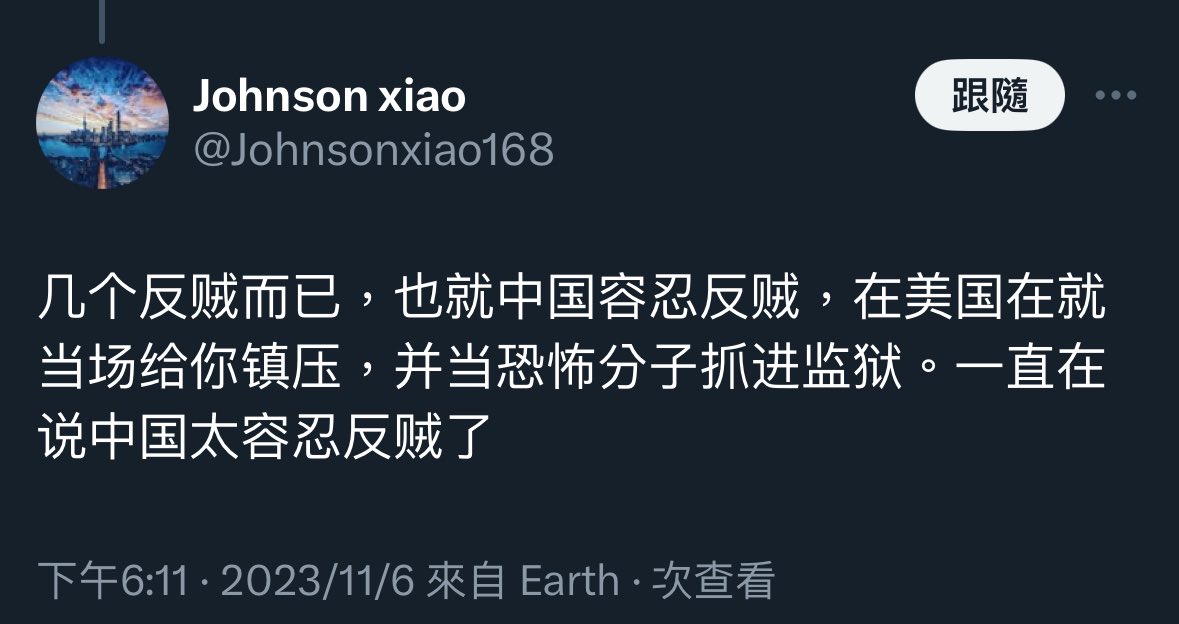 Johnson xiao
@Johnsonxiao168
跟隨
几个反贼而已，也就中国容忍反贼，在美国在就
当场给你镇压，并当恐怖分子抓进监狱。一直在
说中国太容忍反贼了
下午6:11 · 2023/11/6 來自 Earth · 次查看